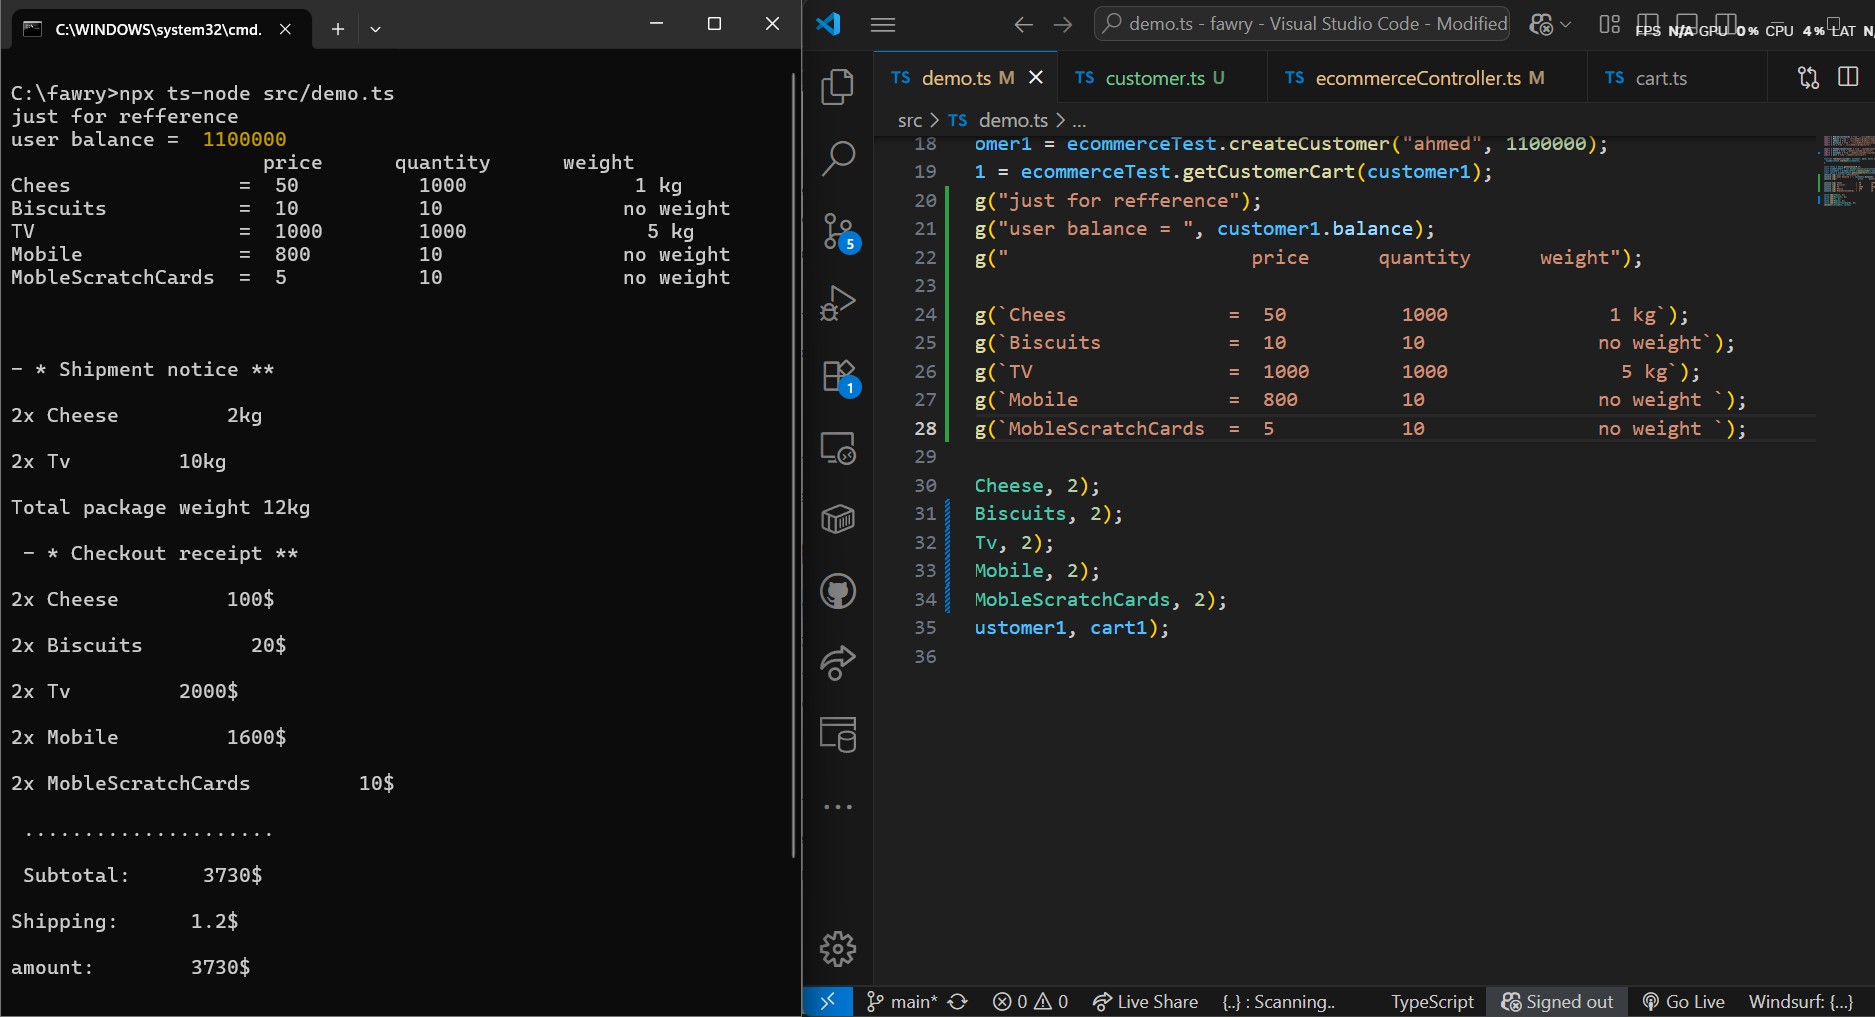 C:\WINDOWS\system32\cmd.
C:\fawry>npx ts-node src/demo.ts
just for refference
user balance =  1100000
                     price      quantity      weight
Chees              =  50          1000              1 kg
Biscuits           =  10          10               no weight
TV                 =  1000        1000               5 kg
Mobile             =  800         10               no weight
MobleScratchCards  =  5           10               no weight
- * Shipment notice **
2x Cheese         2kg
2x Tv         10kg
Total package weight 12kg
 - * Checkout receipt **
2x Cheese         100$
2x Biscuits         20$
2x Tv         2000$
2x Mobile         1600$
2x MobleScratchCards         10$
 .....................
 Subtotal:      3730$
Shipping:      1.2$
amount:        3730$
demo.ts - fawry - Visual Studio Code - Modified
FPS N/A GPU 0% CPU 4% LAT
TS demo.ts M
TS customer.ts U
TS ecommerceController.ts M
TS cart.ts
src > TS demo.ts > ...
18 omer1 = ecommerceTest.createCustomer("ahmed", 1100000);
19 1 = ecommerceTest.getCustomerCart(customer1);
20 g("just for refference");
21 g("user balance = ", customer1.balance);
22 g("                     price      quantity      weight");
23
24 g(`Chees              =  50          1000              1 kg`);
25 g(`Biscuits           =  10          10               no weight`);
26 g(`TV                 =  1000        1000               5 kg`);
27 g(`Mobile             =  800         10               no weight `);
28 g(`MobleScratchCards  =  5           10               no weight `);
29
30 Cheese, 2);
31 Biscuits, 2);
32 Tv, 2);
33 Mobile, 2);
34 MobleScratchCards, 2);
35 ustomer1, cart1);
36
5
1
main* 0 0 Live Share {..} : Scanning.. TypeScript Signed out Go Live Windsurf: {...}